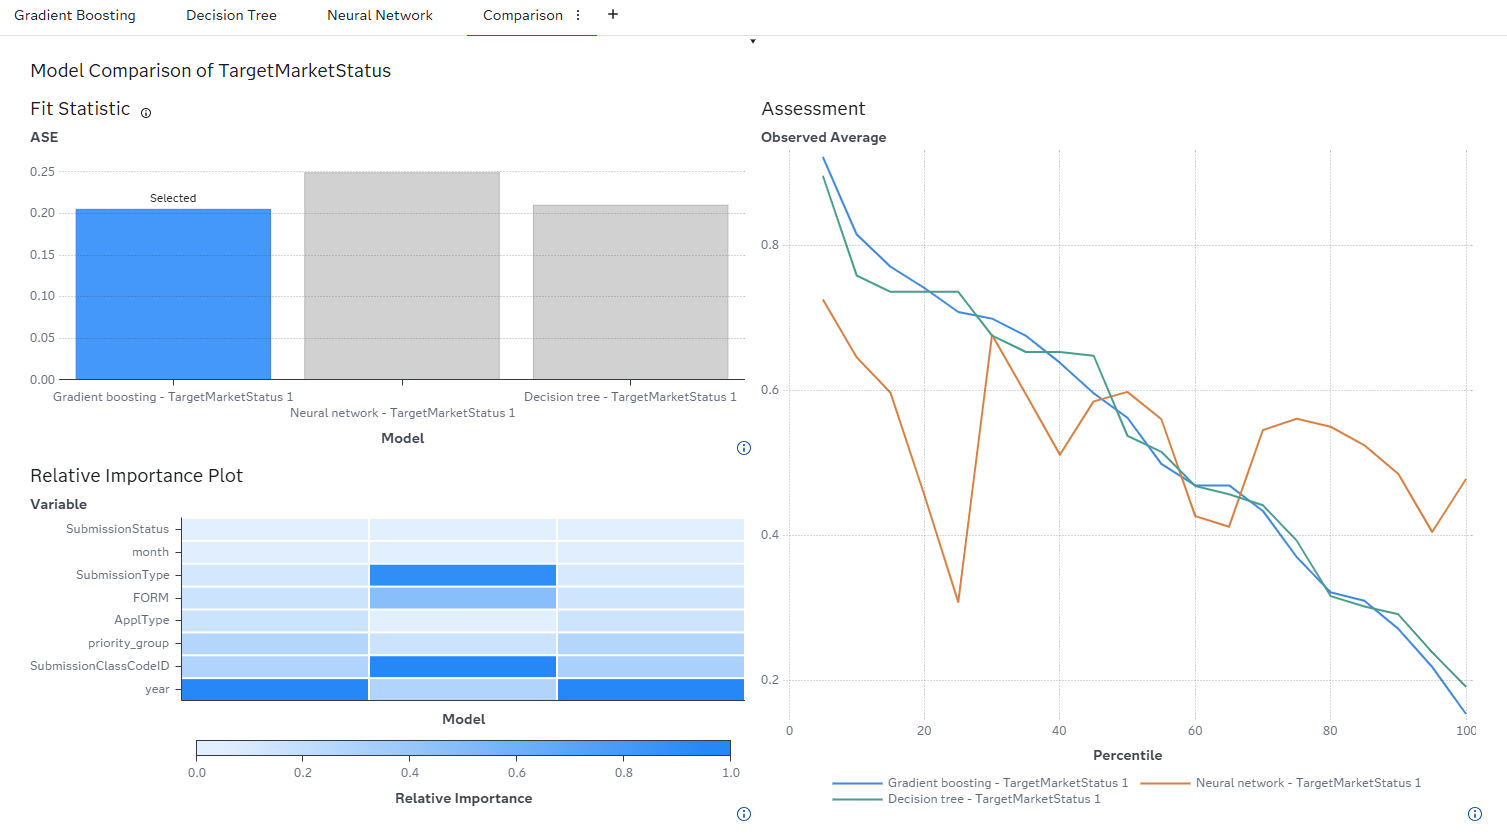 Gradient Boosting
Decision Tree
Neural Network
Comparison
Model Comparison of TargetMarketStatus
Fit Statistic
ASE
0.25
0.20
0.15
0.10
0.05
0.00
Selected
Gradient boosting - TargetMarketStatus 1
Neural network - TargetMarketStatus 1
Decision tree - TargetMarketStatus 1
Model
Relative Importance Plot
Variable
SubmissionStatus
month
SubmissionType
FORM
ApplType
priority_group
SubmissionClassCodeID
year
Model
0.0 0.2 0.4 0.6 0.8 1.0
Relative Importance
Assessment
Observed Average
0.8
0.6
0.4
0.2
0 20 40 60 80 100
Percentile
Gradient boosting - TargetMarketStatus 1
Neural network - TargetMarketStatus 1
Decision tree - TargetMarketStatus 1